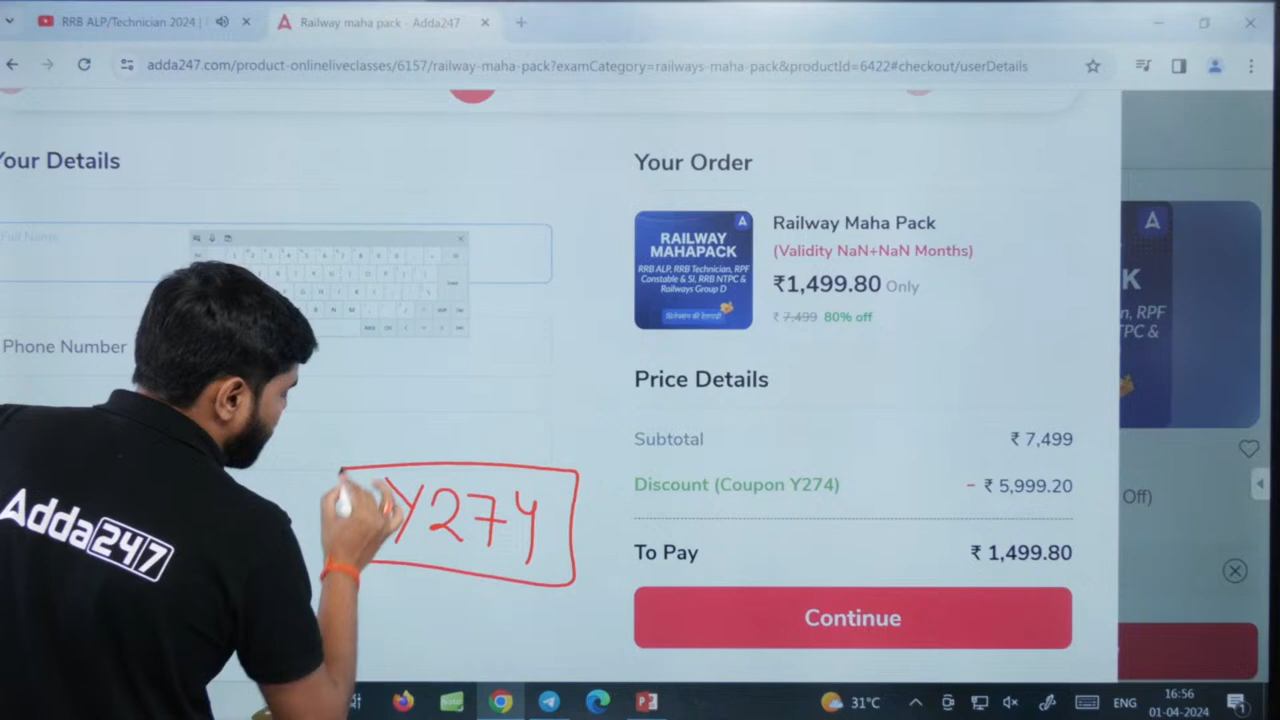 RRB ALP/Technician 2024 |
Railway maha pack - Adda247
adda247.com/product-onlineliveclasses/6157/railway-maha-pack?examCategory=railways-maha-pack&productId=6422#checkout/userDetails
Your Details
Full Name
Phone Number
Your Order
RAILWAY
MAHAPACK
RRB ALP, RRB Technician, RPF
Constable & SI, RRB NTPC &
Railways Group D
Railway Maha Pack
(Validity NaN+NaN Months)
₹1,499.80 Only
₹ 7,499 80% off
Price Details
Subtotal
₹ 7,499
Discount (Coupon Y274)
- ₹ 5,999.20
To Pay
₹ 1,499.80
Continue
Y274
Adda247
K
n, RPF
TPC &
Off)
31°C
ENG
16:56
01-04-2024